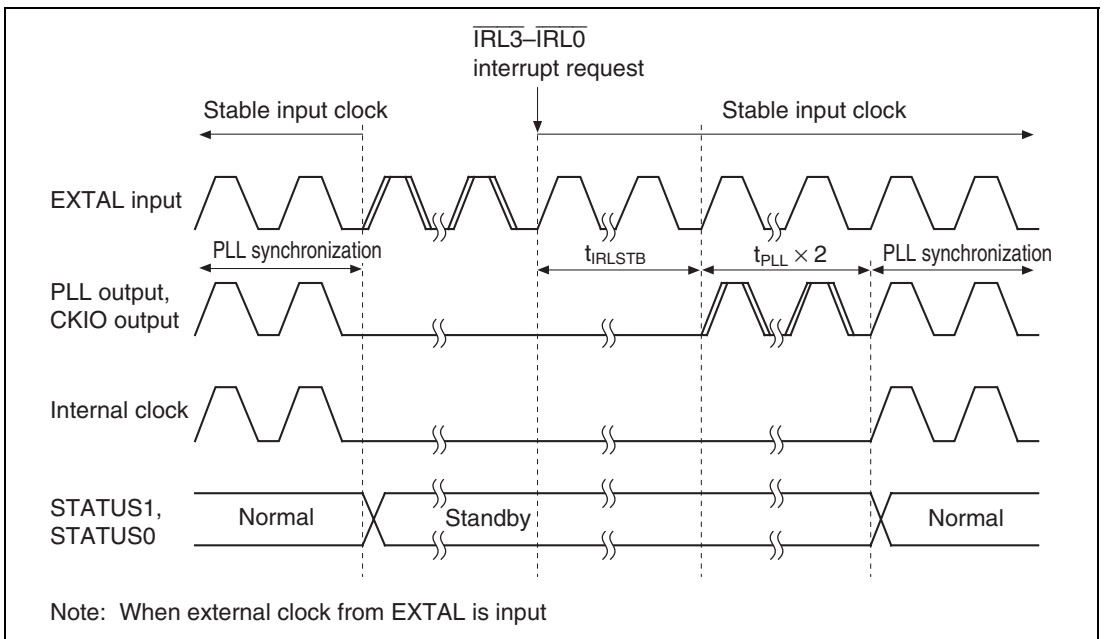 IRL3–IRL0
interrupt request
Stable input clock
Stable input clock
EXTAL input
PLL synchronization
tIRLSTB
tPLL × 2
PLL synchronization
PLL output,
CKIO output
Internal clock
STATUS1,
STATUS0
Normal
Standby
Normal
Note: When external clock from EXTAL is input